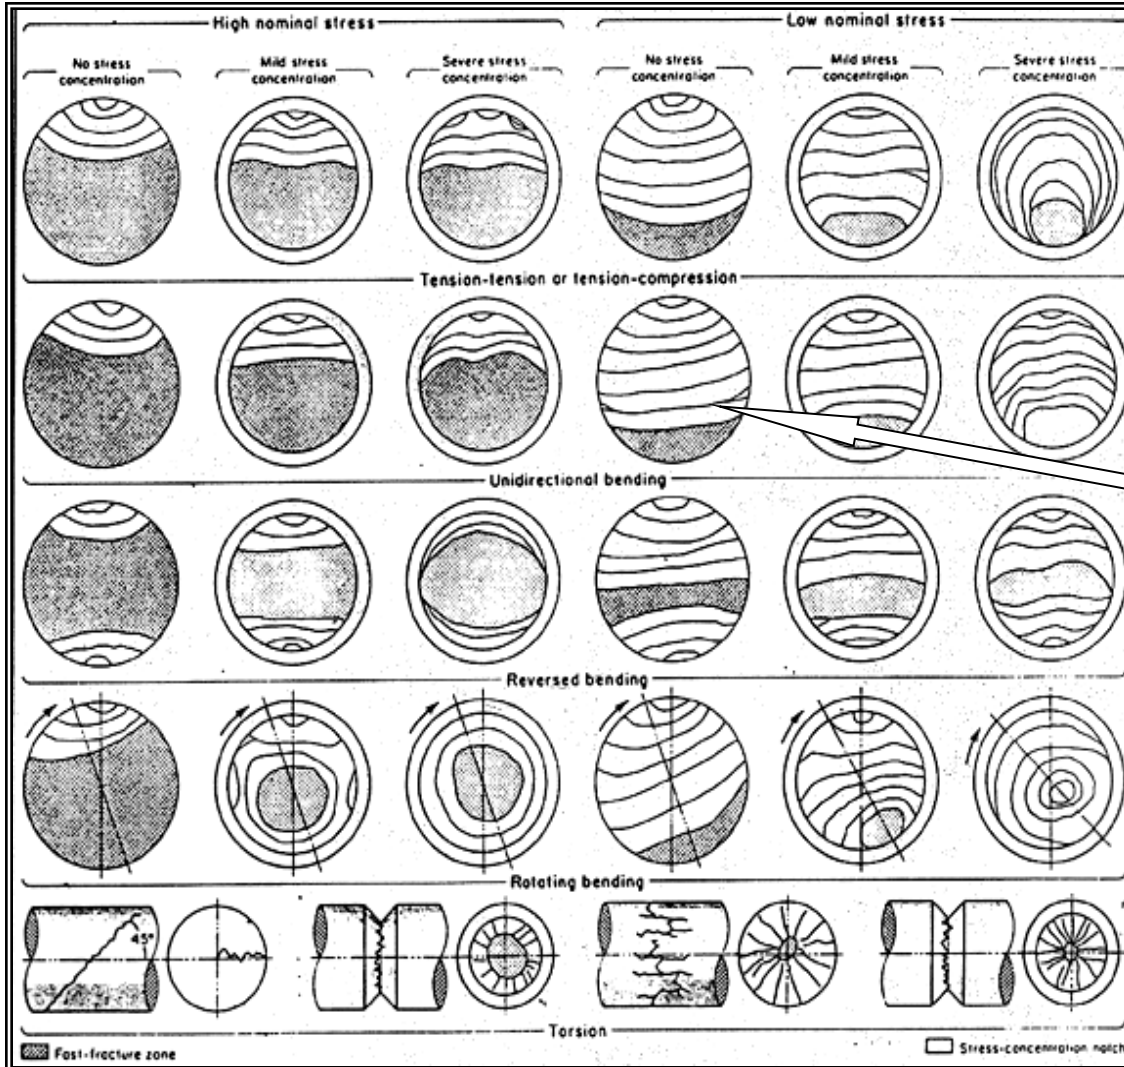 High nominal stress
Low nominal stress
No stress
concentration
Mild stress
concentration
Severe stress
concentration
No stress
concentration
Mild stress
concentration
Severe stress
concentration
Tension-tension or tension-compression
Unidirectional bending
Reversed bending
Rotating bending
45°
Torsion
Fast-fracture zone
Stress-concentration notch